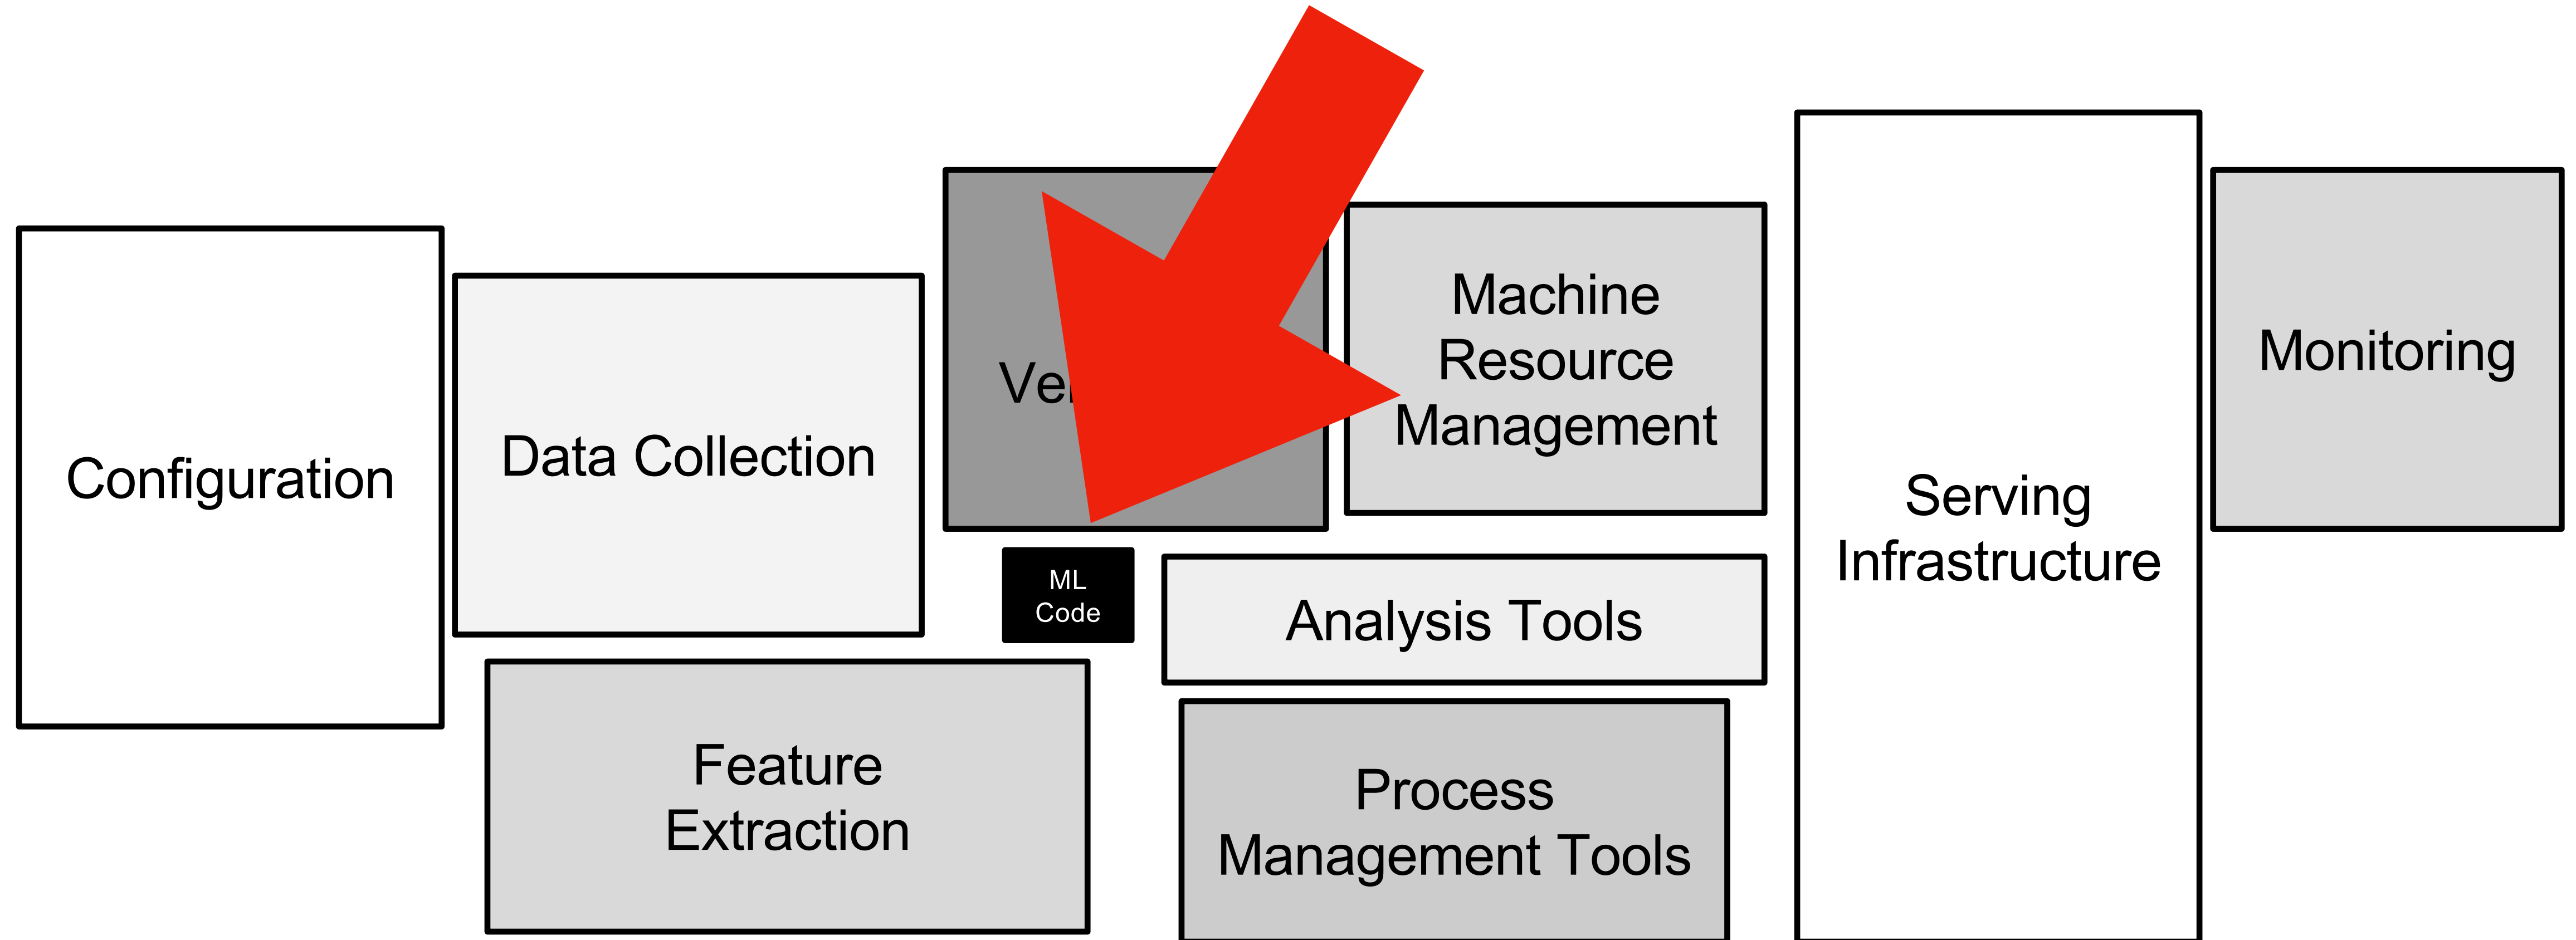 Configuration
Data Collection
Machine
Resource
Management
Serving
Infrastructure
Monitoring
ML
Code
Analysis Tools
Feature
Extraction
Process
Management Tools